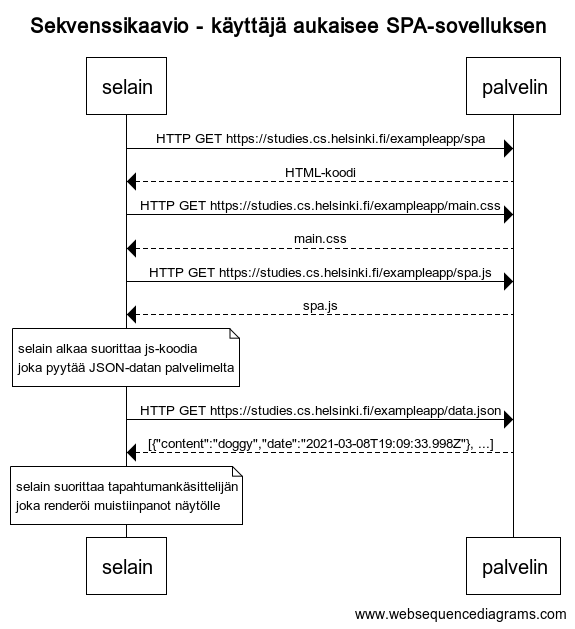 Sekvenssikaavio - käyttäjä aukaisee SPA-sovelluksen
selain
palvelin
HTTP GET https://studies.cs.helsinki.fi/exampleapp/spa
HTML-koodi
HTTP GET https://studies.cs.helsinki.fi/exampleapp/main.css
main.css
HTTP GET https://studies.cs.helsinki.fi/exampleapp/spa.js
spa.js
selain alkaa suorittaa js-koodia
joka pyytää JSON-datan palvelimelta
HTTP GET https://studies.cs.helsinki.fi/exampleapp/data.json
[{"content":"doggy","date":"2021-03-08T19:09:33.998Z"}, ...]
selain suorittaa tapahtumankäsittelijän
joka renderöi muistiinpanot näytölle
selain
palvelin
www.websequencediagrams.com